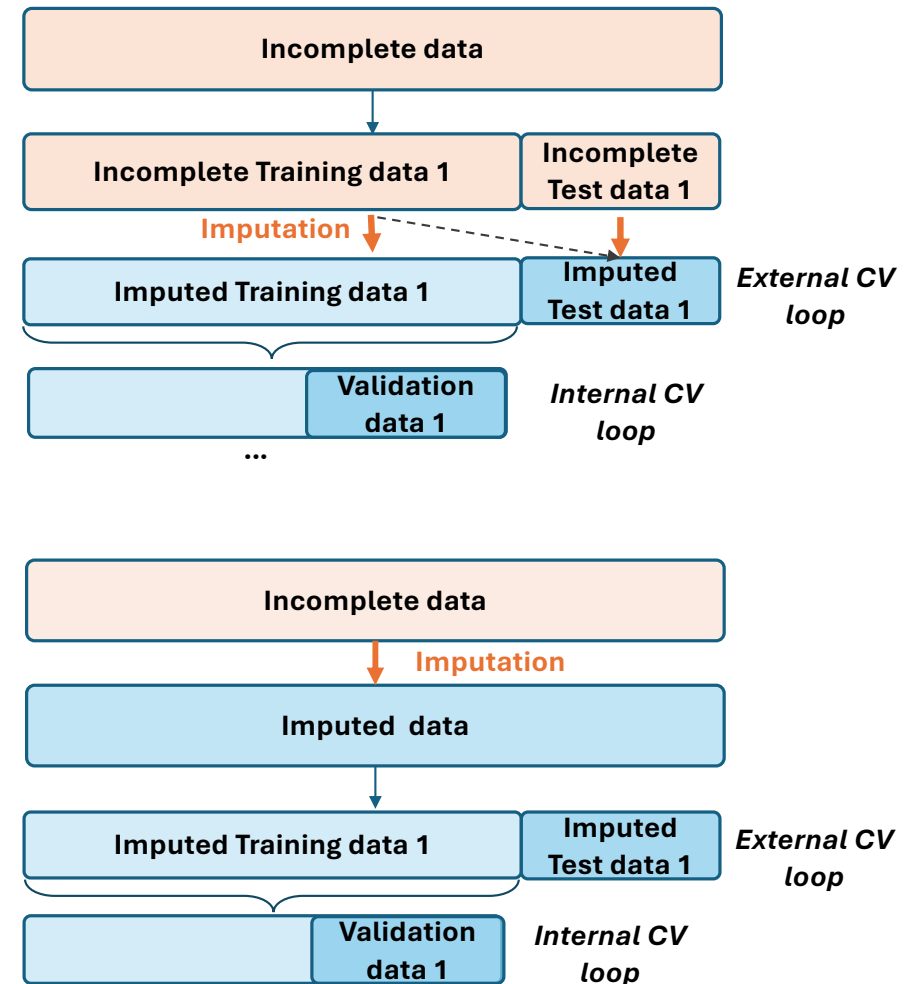 Incomplete data
Incomplete Training data 1
Incomplete
Test data 1
Imputation
Imputed Training data 1
Imputed
Test data 1
External CV
loop
Validation
data 1
Internal CV
loop
...
Incomplete data
Imputation
Imputed data
Imputed Training data 1
Imputed
Test data 1
External CV
loop
Validation
data 1
Internal CV
loop